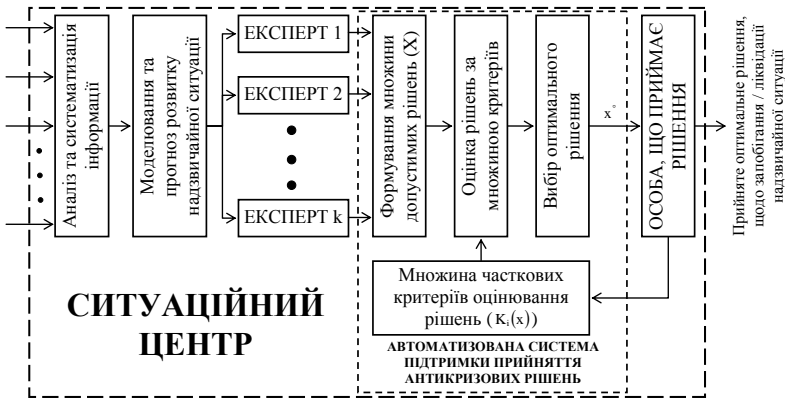 Аналіз та систематизація
інформації
Моделювання та
прогноз розвитку
надзвичайної ситуації
ЕКСПЕРТ 1
ЕКСПЕРТ 2
ЕКСПЕРТ k
Формування множини
допустимих рішень (X)
Оцінка рішень за
множиною критеріїв
Вибір оптимального
рішення
x°
ОСОБА, ЩО ПРИЙМАЄ
РІШЕННЯ
Прийняте оптимальне рішення,
щодо запобігання / ліквідації
надзвичайної ситуації
Множина часткових
критеріїв оцінювання
рішень (Kᵢ(x))
СИТУАЦІЙНИЙ
ЦЕНТР
АВТОМАТИЗОВАНА СИСТЕМА
ПІДТРИМКИ ПРИЙНЯТТЯ
АНТИКРИЗОВИХ РІШЕНЬ